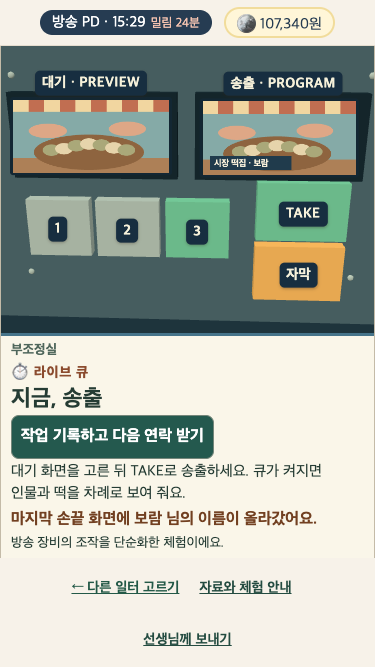 방송 PD · 15:29 밀림 24분
107,340원
대기 · PREVIEW
송출 · PROGRAM
시장 떡집 · 보람
1
2
3
TAKE
자막
부조정실
라이브 큐
지금, 송출
작업 기록하고 다음 연락 받기
대기 화면을 고른 뒤 TAKE로 송출하세요. 큐가 켜지면
인물과 떡을 차례로 보여 줘요.
마지막 손끝 화면에 보람 님의 이름이 올라갔어요.
방송 장비의 조작을 단순화한 체험이에요.
← 다른 일터 고르기
자료와 체험 안내
선생님께 보내기